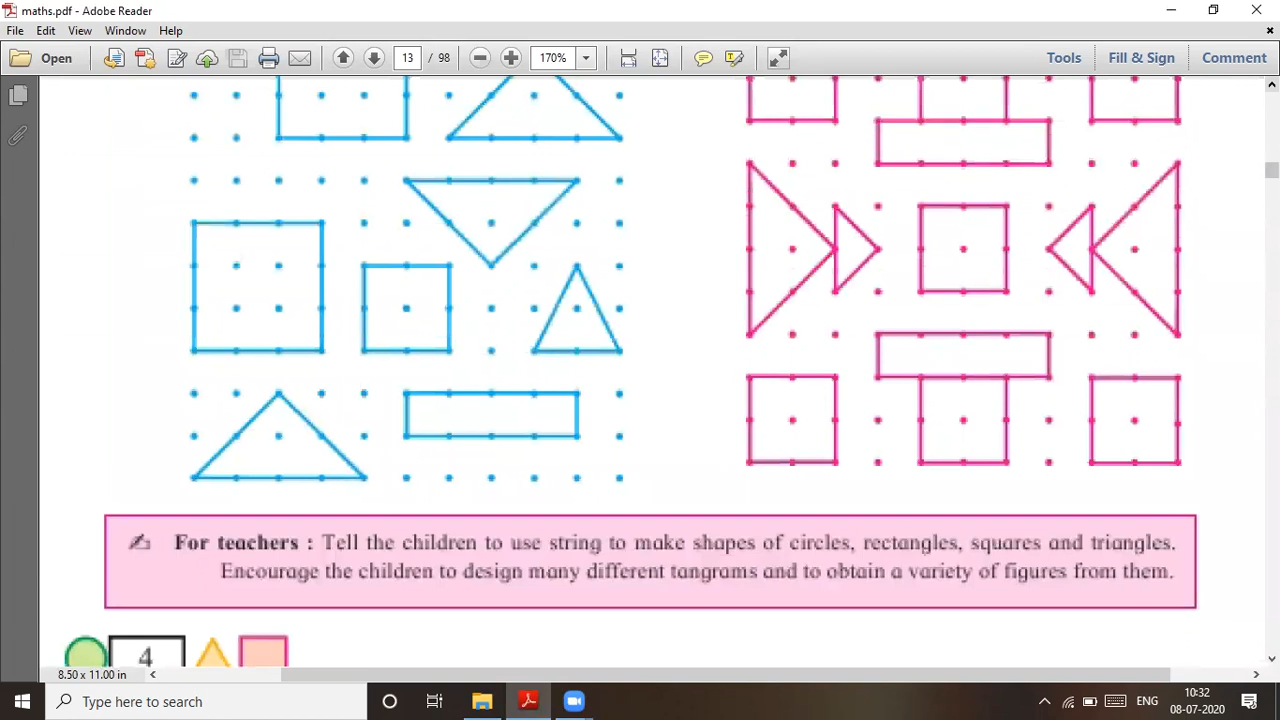 maths.pdf - Adobe Reader
File Edit View Window Help
Open 13 / 98 170% Tools Fill & Sign Comment
For teachers : Tell the children to use string to make shapes of circles, rectangles, squares and triangles.
Encourage the children to design many different tangrams and to obtain a variety of figures from them.
4
8.50 x 11.00 in
Type here to search
ENG
10:32
08-07-2020